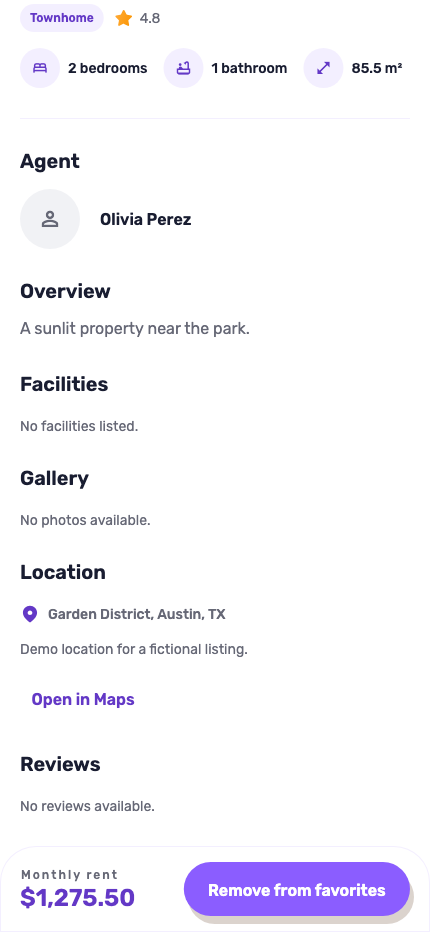 Townhome 4.8
2 bedrooms 1 bathroom 85.5 m²
Agent
Olivia Perez
Overview
A sunlit property near the park.
Facilities
No facilities listed.
Gallery
No photos available.
Location
Garden District, Austin, TX
Demo location for a fictional listing.
Open in Maps
Reviews
No reviews available.
Monthly rent
$1,275.50
Remove from favorites